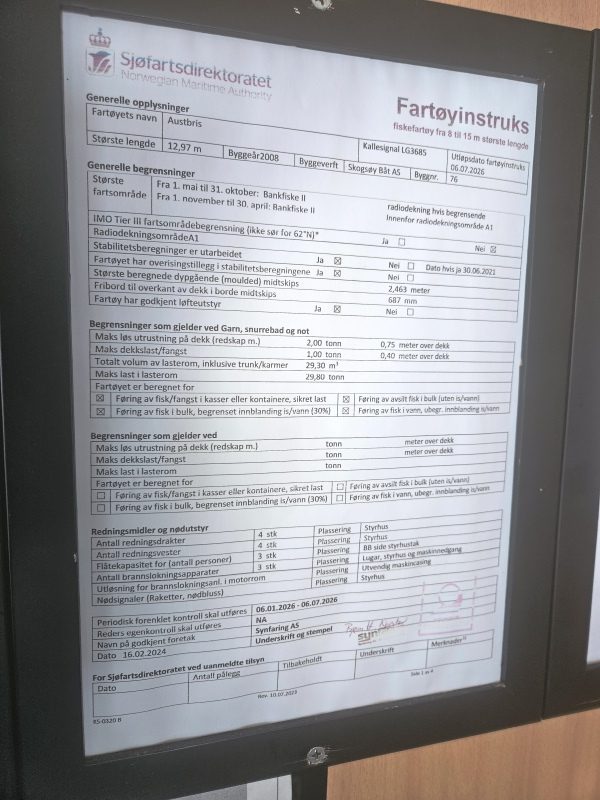 Sjøfartsdirektoratet
Norwegian Maritime Authority
Fartøyinstruks
fiskefartøy fra 8 til 15 m største lengde
Generelle opplysninger
Fartøyets navn Austbris Kallesignal LG3685 Utløpsdato fartøyinstruks 06.07.2026
Største lengde 12,97 m Byggeår2008 Byggeverft Skogsøy Båt AS Byggnr. 76
Generelle begrensninger
Største fartsområde Fra 1. mai til 31. oktober: Bankfiske II
Fra 1. november til 30. april: Bankfiske II
radiodekning hvis begrensende
Innenfor radiodekningsområde A1
IMO Tier III fartsområdebegrensning (ikke sør for 62°N)* Ja ☐ Nei ☒
RadiodekningsområdeA1
Stabilitetsberegninger er utarbeidet Ja ☒ Nei ☐ Dato hvis ja 30.06.2021
Fartøyet har overisingstillegg i stabilitetsberegningene Ja ☒ Nei ☐
Største beregnede dypgående (moulded) midtskips 2,463 meter
Fribord til overkant av dekk i borde midtskips 687 mm
Fartøy har godkjent løfteutstyr Ja ☒ Nei ☐
Begrensninger som gjelder ved Garn, snurrebad og not
Maks løs utrustning på dekk (redskap m.) 2,00 tonn 0,75 meter over dekk
Maks dekkslast/fangst 1,00 tonn 0,40 meter over dekk
Totalt volum av lasterom, inklusive trunk/karmer 29,30 m³
Maks last i lasterom 29,80 tonn
Fartøyet er beregnet for
☒ Føring av fisk/fangst i kasser eller kontainere, sikret last ☒ Føring av avsilt fisk i bulk (uten is/vann)
☒ Føring av fisk i bulk, begrenset innblanding is/vann (30%) ☒ Føring av fisk i vann, ubegr. innblanding is/vann)
Begrensninger som gjelder ved
Maks løs utrustning på dekk (redskap m.) tonn meter over dekk
Maks dekkslast/fangst tonn meter over dekk
Maks last i lasterom tonn
Fartøyet er beregnet for
☐ Føring av fisk/fangst i kasser eller kontainere, sikret last ☐ Føring av avsilt fisk i bulk (uten is/vann)
☐ Føring av fisk i bulk, begrenset innblanding is/vann (30%) ☐ Føring av fisk i vann, ubegr. innblanding is/vann)
Redningsmidler og nødutstyr
Antall redningsdrakter 4 stk Plassering Styrhus
Antall redningsvester 4 stk Plassering Styrhus
Flåtekapasitet for (antall personer) 3 stk Plassering BB side styrhustak
Antall brannslokningsapparater 3 stk Plassering Lugar, styrhus og maskinnedgang
Utløsning for brannslokningsanl. i motorrom Plassering Utvendig maskincasing
Nødsignaler (Raketter, nødbluss) Plassering Styrhus
Periodisk forenklet kontroll skal utføres 06.01.2026 - 06.07.2026
Reders egenkontroll skal utføres NA
Navn på godkjent foretak Synfaring AS
Dato 16.02.2024 Underskrift og stempel
For Sjøfartsdirektoratet ved uanmeldte tilsyn
Dato Antall pålegg Tilbakeholdt Underskrift Merknader
Rev. 10.07.2023
Side 1 av 4
BS-0320 B